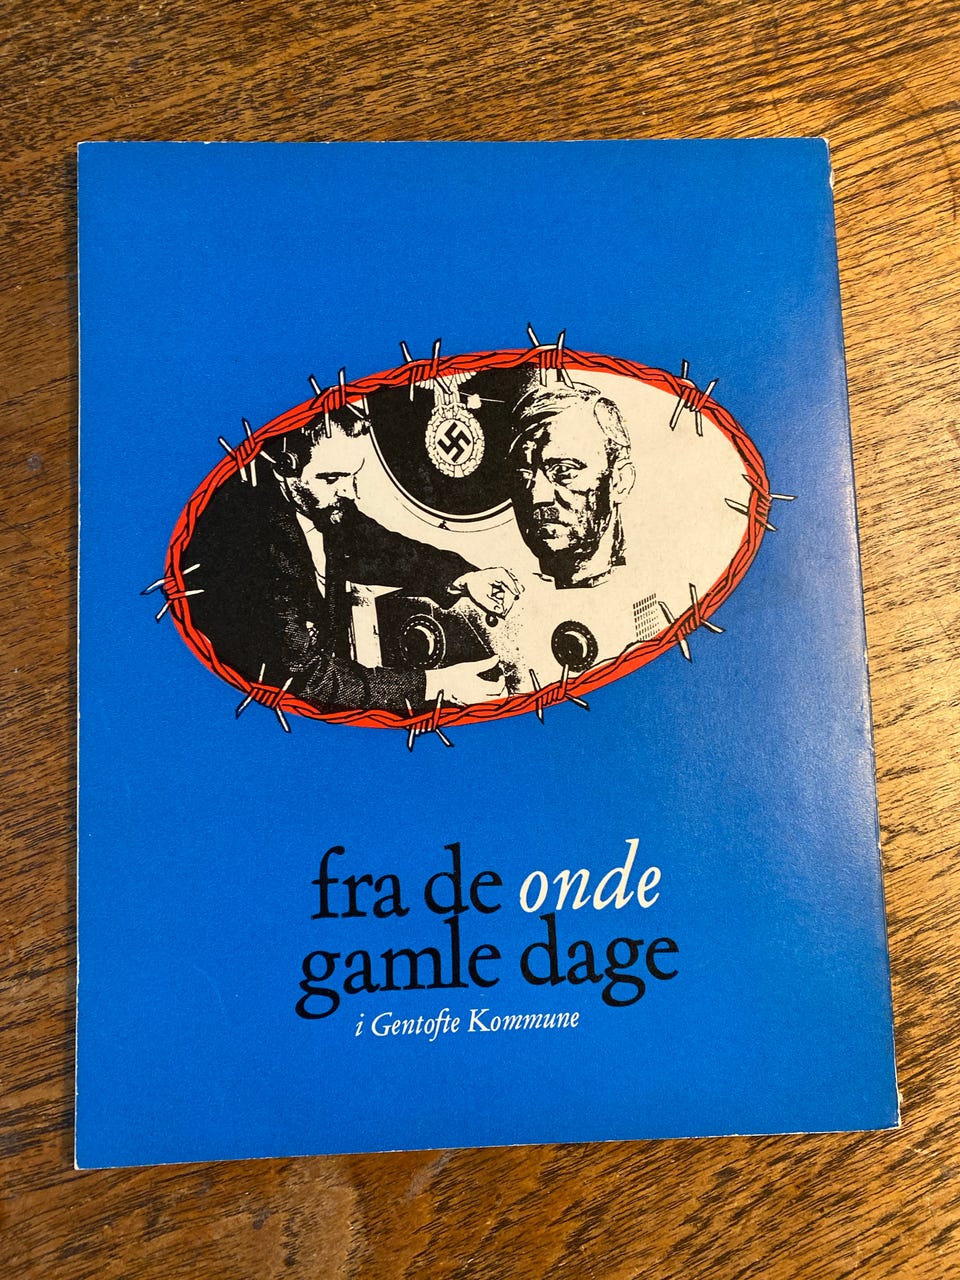 fra de onde
gamle dage
i Gentofte Kommune